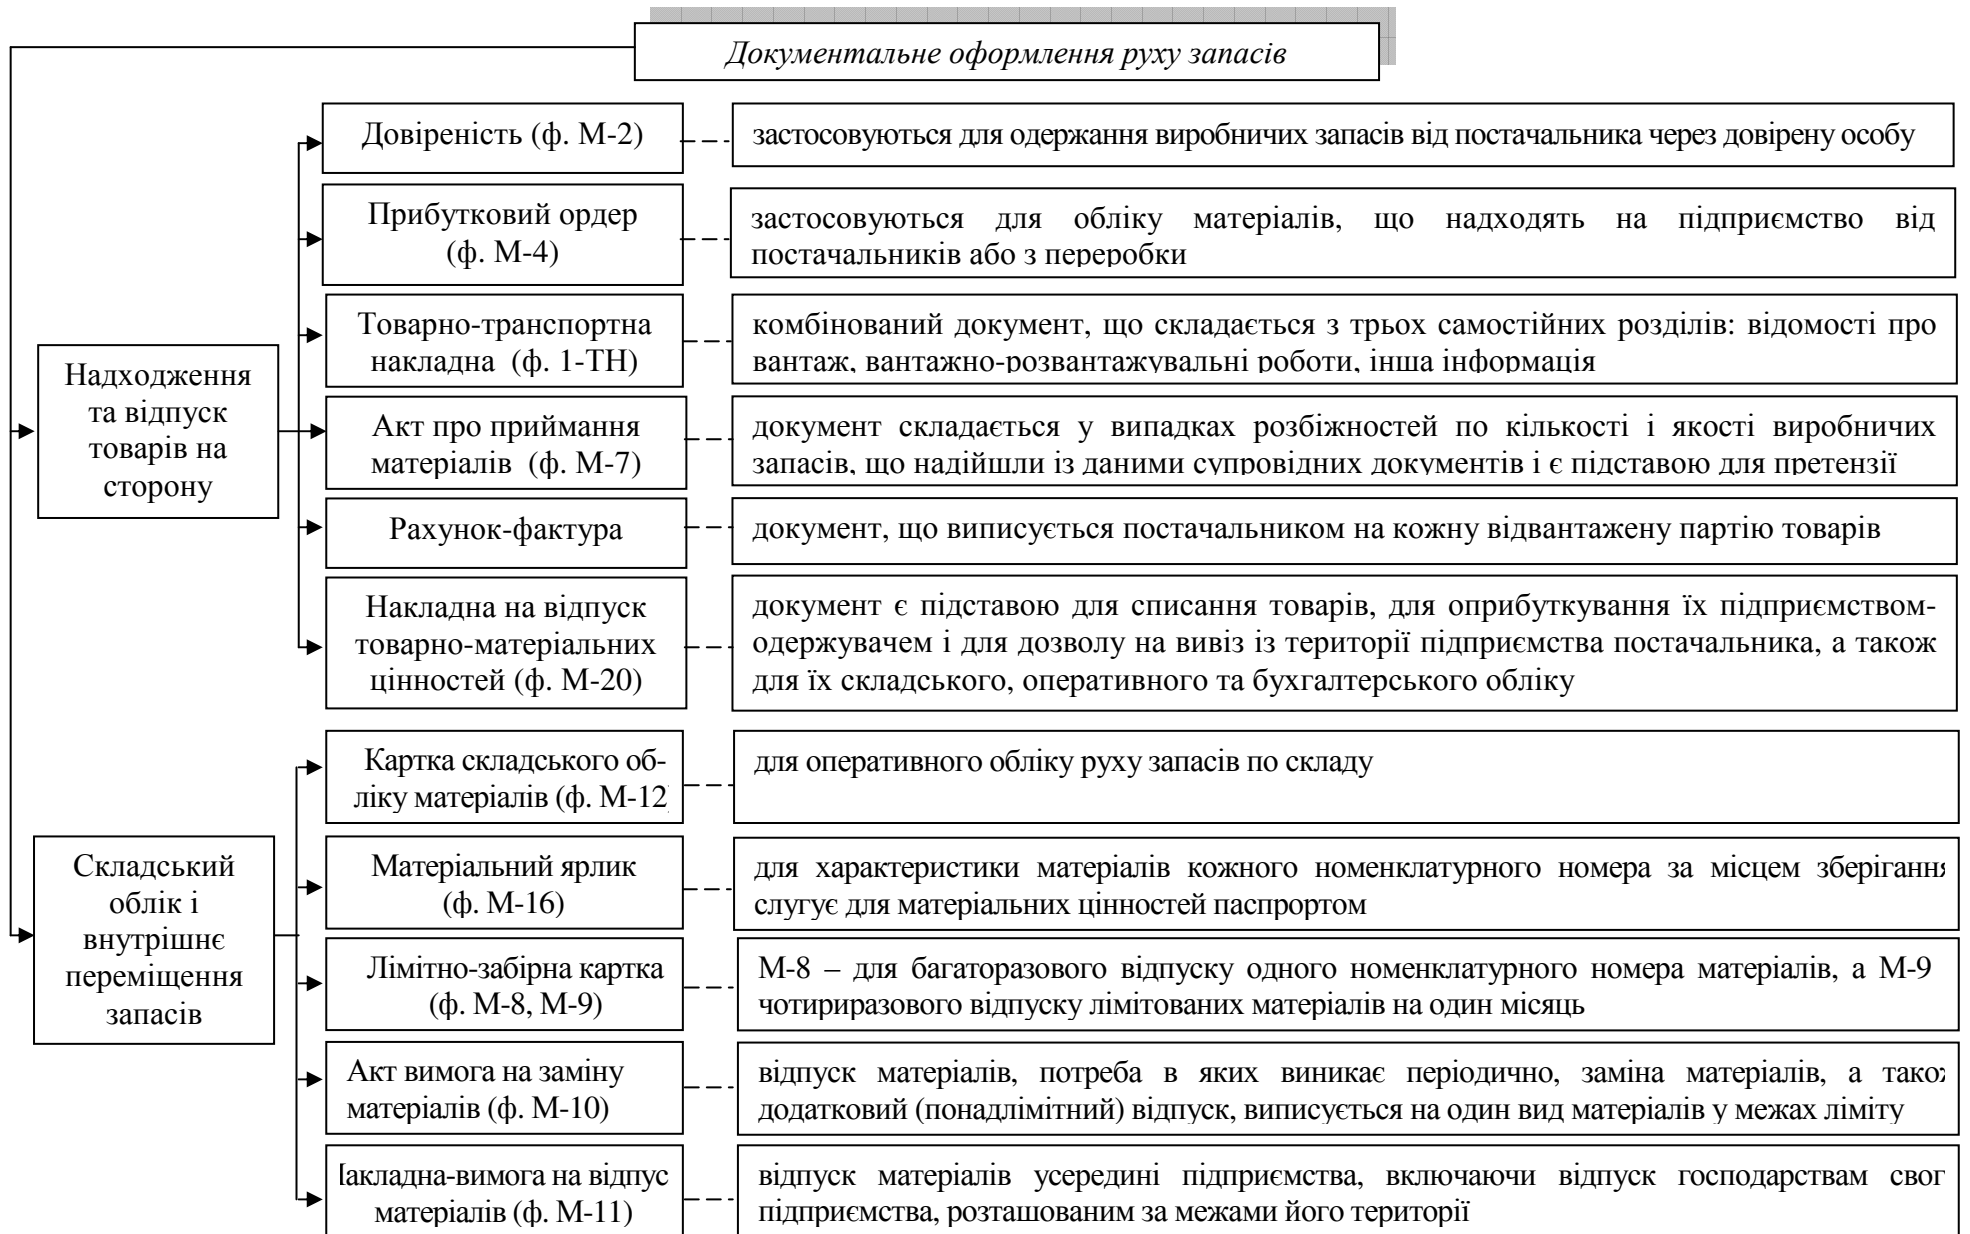 Документальне оформлення руху запасів
Надходження
та відпуск
товарів на
сторону
Довіреність (ф. М-2)
застосовуються для одержання виробничих запасів від постачальника через довірену особу
Прибутковий ордер
(ф. М-4)
застосовуються для обліку матеріалів, що надходять на підприємство від
постачальників або з переробки
Товарно-транспортна
накладна (ф. 1-ТН)
комбінований документ, що складається з трьох самостійних розділів: відомості про
вантаж, вантажно-розвантажувальні роботи, інша інформація
Акт про приймання
матеріалів (ф. М-7)
документ складається у випадках розбіжностей по кількості і якості виробничих
запасів, що надійшли із даними супровідних документів і є підставою для претензії
Рахунок-фактура
документ, що виписується постачальником на кожну відвантажену партію товарів
Накладна на відпуск
товарно-матеріальних
цінностей (ф. М-20)
документ є підставою для списання товарів, для оприбуткування їх підприємством-
одержувачем і для дозволу на вивіз із території підприємства постачальника, а також
для їх складського, оперативного та бухгалтерського обліку
Складський
облік і
внутрішнє
переміщення
запасів
Картка складського об-
ліку матеріалів (ф. М-12
для оперативного обліку руху запасів по складу
Матеріальний ярлик
(ф. М-16)
для характеристики матеріалів кожного номенклатурного номера за місцем зберігання
слугує для матеріальних цінностей паспрортом
Лімітно-забірна картка
(ф. М-8, М-9)
М-8 – для багаторазового відпуску одного номенклатурного номера матеріалів, а М-9
чотириразового відпуску лімітованих матеріалів на один місяць
Акт вимога на заміну
матеріалів (ф. М-10)
відпуск матеріалів, потреба в яких виникає періодично, заміна матеріалів, а також
додатковий (понадлімітний) відпуск, виписується на один вид матеріалів у межах ліміту
акладна-вимога на відпус
матеріалів (ф. М-11)
відпуск матеріалів усередині підприємства, включаючи відпуск господарствам свог
підприємства, розташованим за межами його території